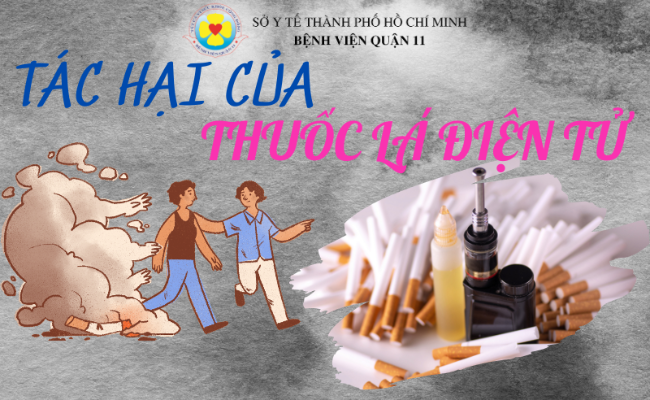 SỞ Y TẾ THÀNH PHỐ HỒ CHÍ MINH
BỆNH VIỆN QUẬN 11
TÁC HẠI CỦA
THUỐC LÁ ĐIỆN TỬ